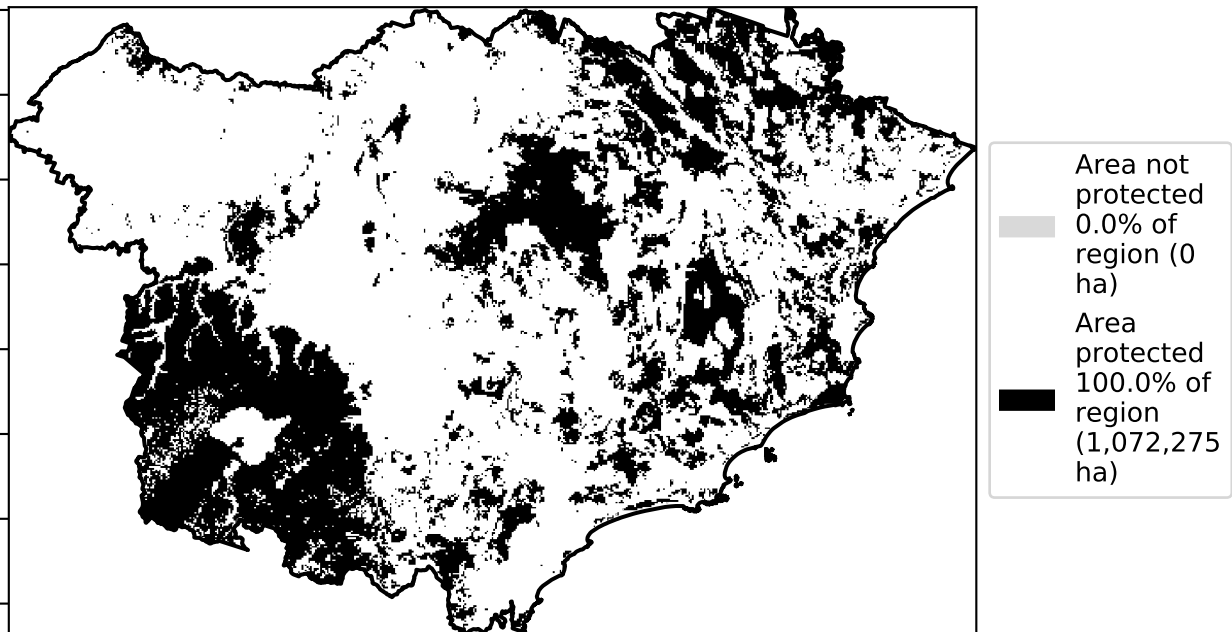 Area not
protected
0.0% of
region (0
ha)
Area
protected
100.0% of
region
(1,072,275
ha)